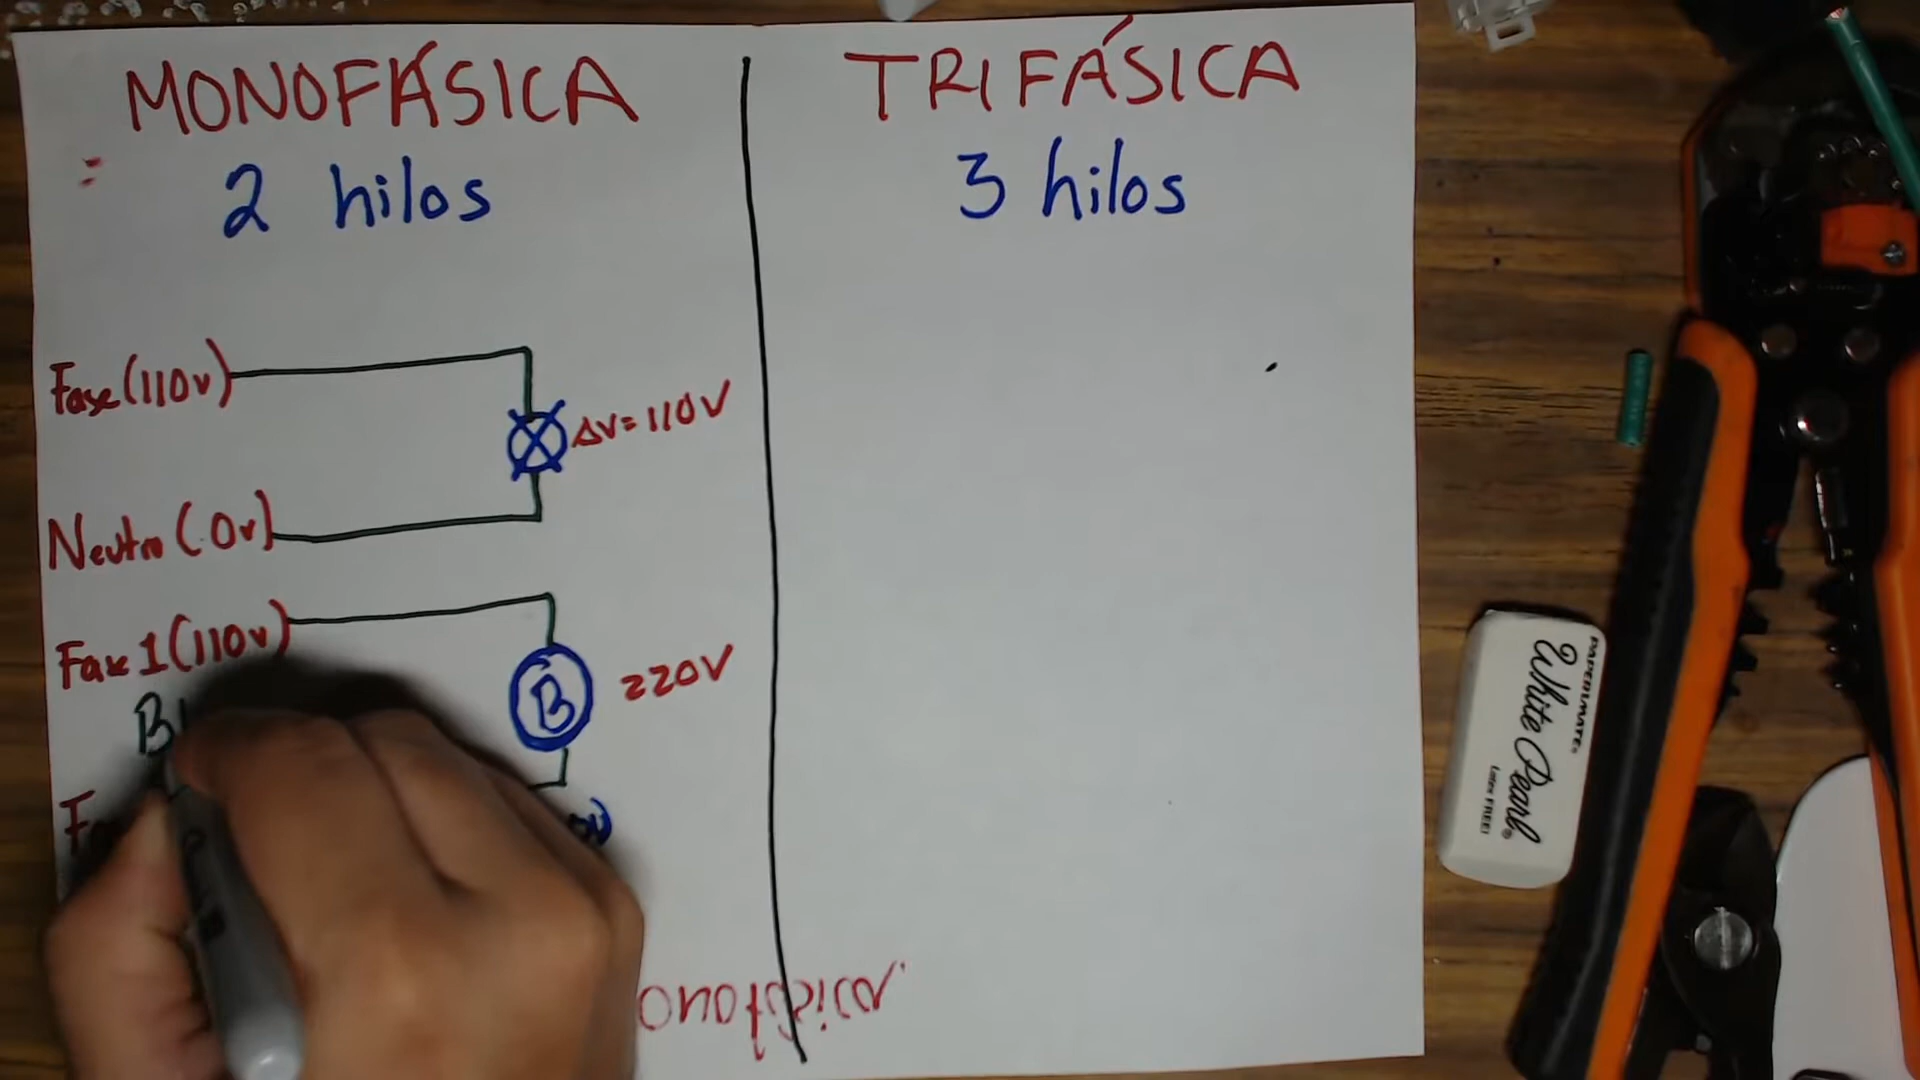 MONOFÁSICA
2 hilos
Fase (110v)
ΔV=110V
Neutro (0v)
Fase 1 (110v)
B
220V
B
TRIFÁSICA
3 hilos
onofásica
PAPERMATE
White Pearl
Latex FREE!